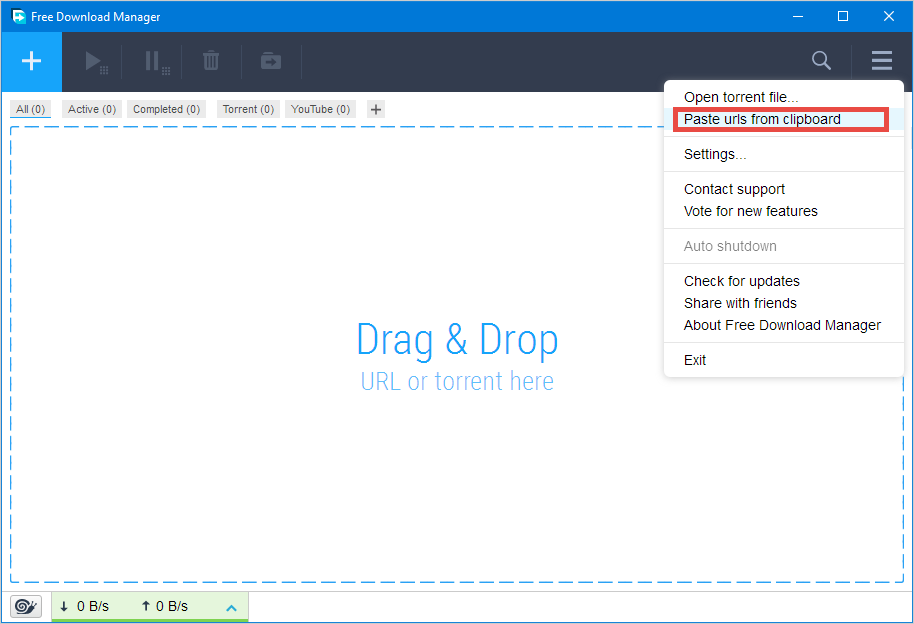 Free Download Manager
All (0) Active (0) Completed (0) Torrent (0) YouTube (0) +
Open torrent file...
Paste urls from clipboard
Settings...
Contact support
Vote for new features
Auto shutdown
Check for updates
Share with friends
About Free Download Manager
Exit
Drag & Drop
URL or torrent here
↓ 0 B/s ↑ 0 B/s